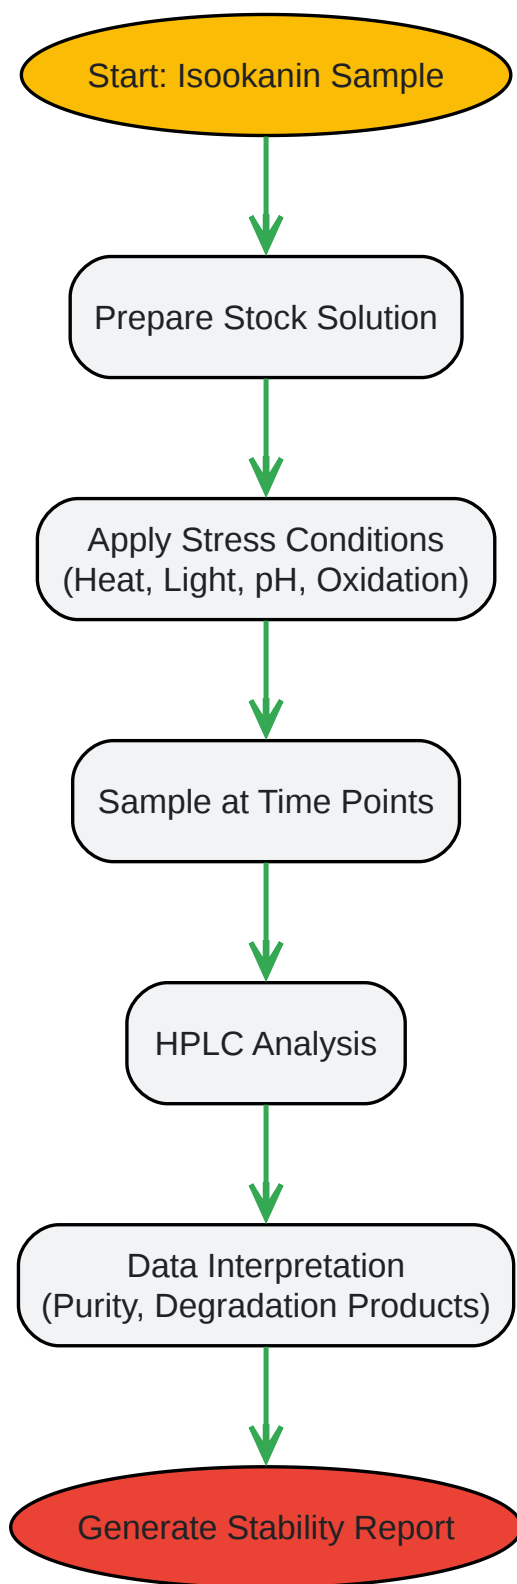 Start: Isookanin Sample
Prepare Stock Solution
Apply Stress Conditions
(Heat, Light, pH, Oxidation)
Sample at Time Points
HPLC Analysis
Data Interpretation
(Purity, Degradation Products)
Generate Stability Report